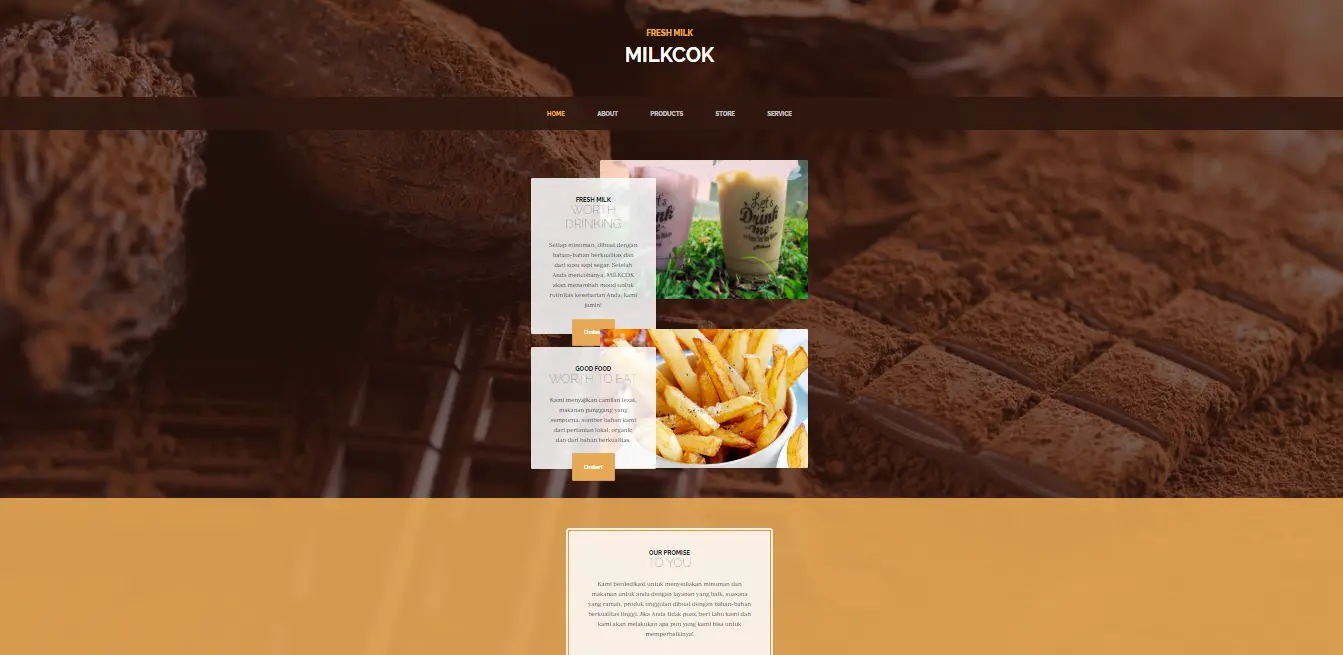 FRESH MILK
MILKCOK
HOME ABOUT PRODUCTS STORE SERVICE
FRESH MILK
WORTH
DRINKING
Setiap minuman, dibuat dengan
bahan-bahan berkualitas dan
dari susu sapi segar. Setelah
Anda mencobanya, MILKCOK
akan menambah mood untuk
rutinitas keseharian Anda, kami
jamin!
Order!
Let's
Drink
me
GOOD FOOD
WORTH TO EAT
Kami menyajikan camilan lezat,
makanan panggang yang
sempurna, sumber bahan kami
dari pertanian lokal, organic
dan dari bahan berkualitas.
Order!
OUR PROMISE
TO YOU
Kami berdedikasi untuk menyediakan minuman dan
makanan untuk anda dengan layanan yang baik, suasana
yang ramah, produk unggulan dibuat dengan bahan-bahan
berkualitas tinggi. Jika Anda tidak puas, beri tahu kami dan
kami akan melakukan apa pun yang kami bisa untuk
memperbaikinya!